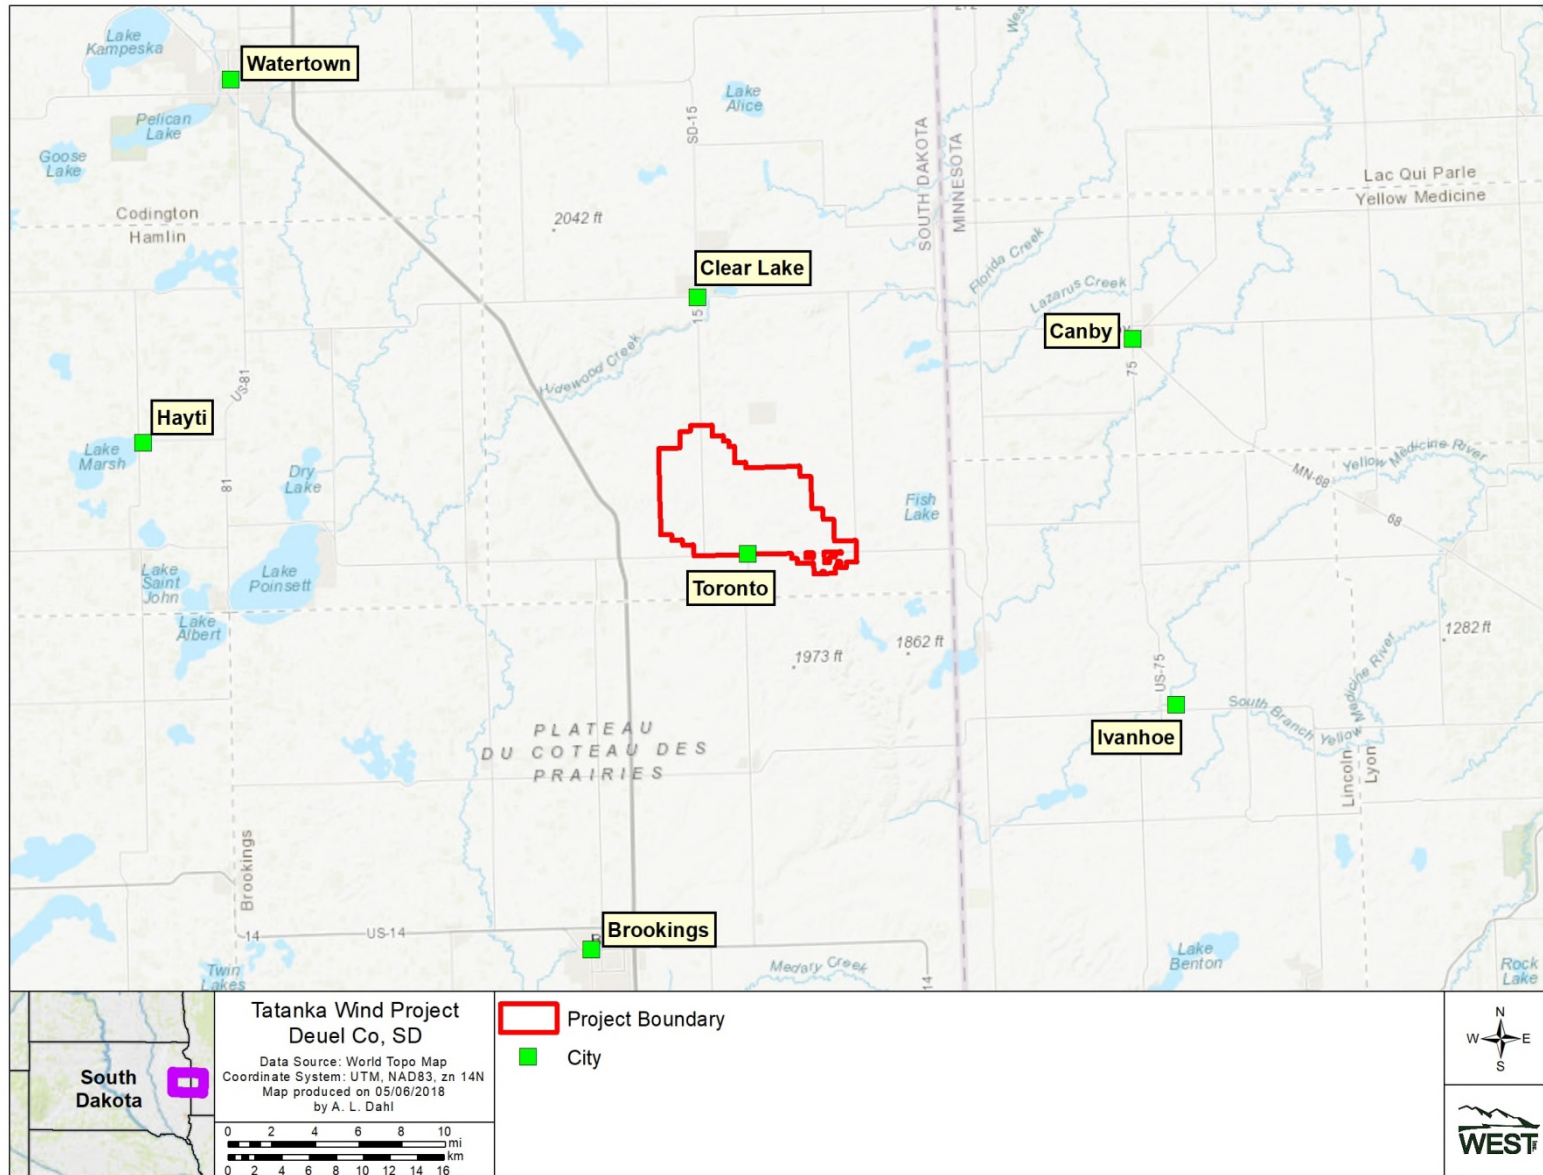 272
Wes
Lake
Kampeska
Watertown
Pelican
Lake
Goose
Lake
Lake
Alice
SD-15
SOUTH DAKOTA
MINNESOTA
Lac Qui Parle
Yellow Medicine
Codington
Hamlin
2042 ft
Clear Lake
15
Florida Creek
Lazarus Creek
Canby
75
Hidewood Creek
US-81
Hayti
Lake
Marsh
81
Dry
Lake
Fish
Lake
MN-68
Yellow Medicine River
68
Lake
Saint
John
Lake
Poinsett
Lake
Albert
Toronto
1862 ft
1973 ft
1282 ft
US-75
South Branch Yellow Medicine River
Ivanhoe
PLATEAU
DU COTEAU DES
PRAIRIES
Lincoln
Lyon
Brookings
14
US-14
Brookings
Medary Creek
14
Twin
Lakes
Lake
Benton
Rock
Lake
South
Dakota
Tatanka Wind Project
Deuel Co, SD
Data Source: World Topo Map
Coordinate System: UTM, NAD83, zn 14N
Map produced on 05/06/2018
by A. L. Dahl
0 2 4 6 8 10
mi
km
0 2 4 6 8 10 12 14 16
Project Boundary
City
N
W E
S
WEST